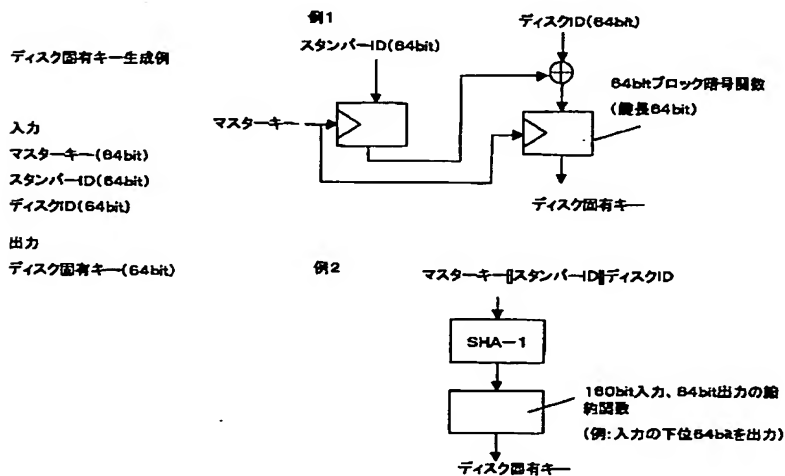 例1
ディスクID(64bit)
スタンパーID(64bit)
ディスク固有キー生成例
64bitブロック暗号関数
(鍵長64bit)
マスターキー
入力
マスターキー(64bit)
スタンパーID(64bit)
ディスクID(64bit)
ディスク固有キー
出力
ディスク固有キー(64bit)
例2
マスターキー||スタンパーID||ディスクID
SHA-1
160bit入力、64bit出力の縮
約関数
(例:入力の下位64bitを出力)
ディスク固有キー